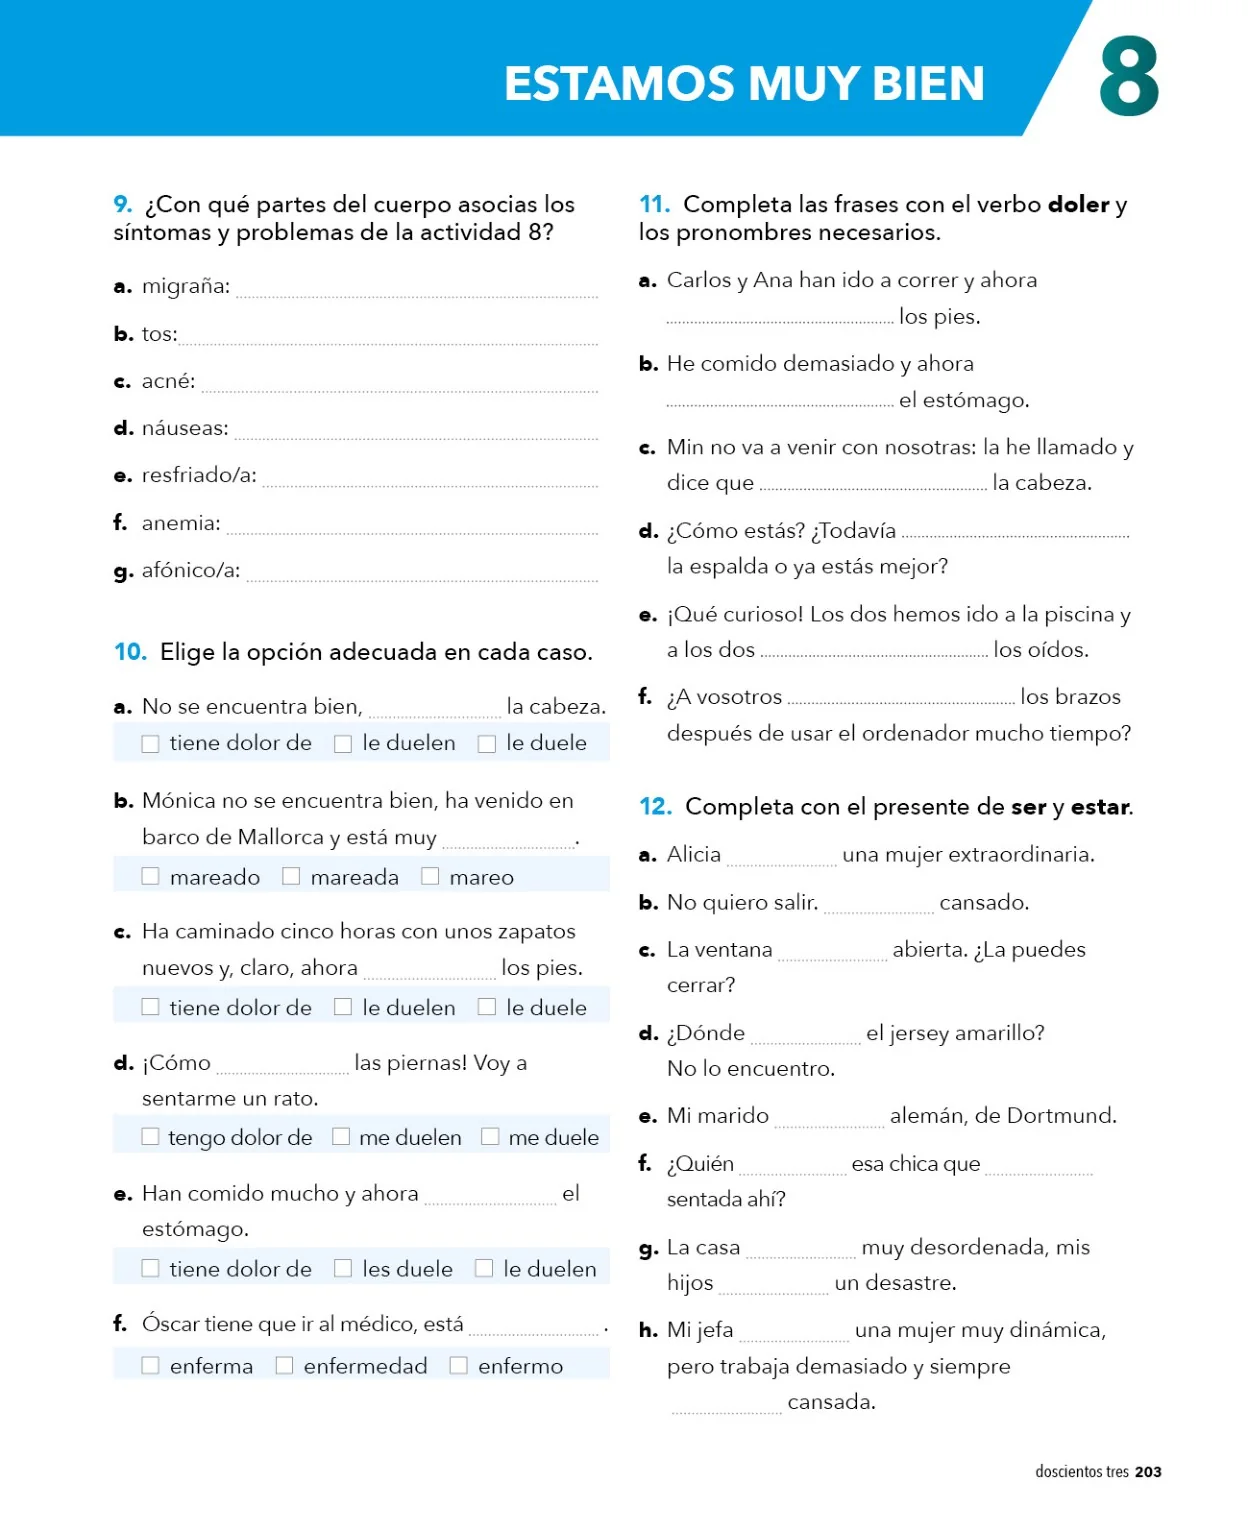 ESTAMOS MUY BIEN
8
9. ¿Con qué partes del cuerpo asocias los
síntomas y problemas de la actividad 8?
a. migraña:
b. tos:
c. acné:
d. náuseas:
e. resfriado/a:
f. anemia:
g. afónico/a:
10. Elige la opción adecuada en cada caso.
a. No se encuentra bien, la cabeza.
tiene dolor de le duelen le duele
b. Mónica no se encuentra bien, ha venido en
barco de Mallorca y está muy .
mareado mareada mareo
c. Ha caminado cinco horas con unos zapatos
nuevos y, claro, ahora los pies.
tiene dolor de le duelen le duele
d. ¡Cómo las piernas! Voy a
sentarme un rato.
tengo dolor de me duelen me duele
e. Han comido mucho y ahora el
estómago.
tiene dolor de les duele le duelen
f. Óscar tiene que ir al médico, está .
enferma enfermedad enfermo
11. Completa las frases con el verbo doler y
los pronombres necesarios.
a. Carlos y Ana han ido a correr y ahora
los pies.
b. He comido demasiado y ahora
el estómago.
c. Min no va a venir con nosotras: la he llamado y
dice que la cabeza.
d. ¿Cómo estás? ¿Todavía
la espalda o ya estás mejor?
e. ¡Qué curioso! Los dos hemos ido a la piscina y
a los dos los oídos.
f. ¿A vosotros los brazos
después de usar el ordenador mucho tiempo?
12. Completa con el presente de ser y estar.
a. Alicia una mujer extraordinaria.
b. No quiero salir. cansado.
c. La ventana abierta. ¿La puedes
cerrar?
d. ¿Dónde el jersey amarillo?
No lo encuentro.
e. Mi marido alemán, de Dortmund.
f. ¿Quién esa chica que
sentada ahí?
g. La casa muy desordenada, mis
hijos un desastre.
h. Mi jefa una mujer muy dinámica,
pero trabaja demasiado y siempre
cansada.
doscientos tres 203